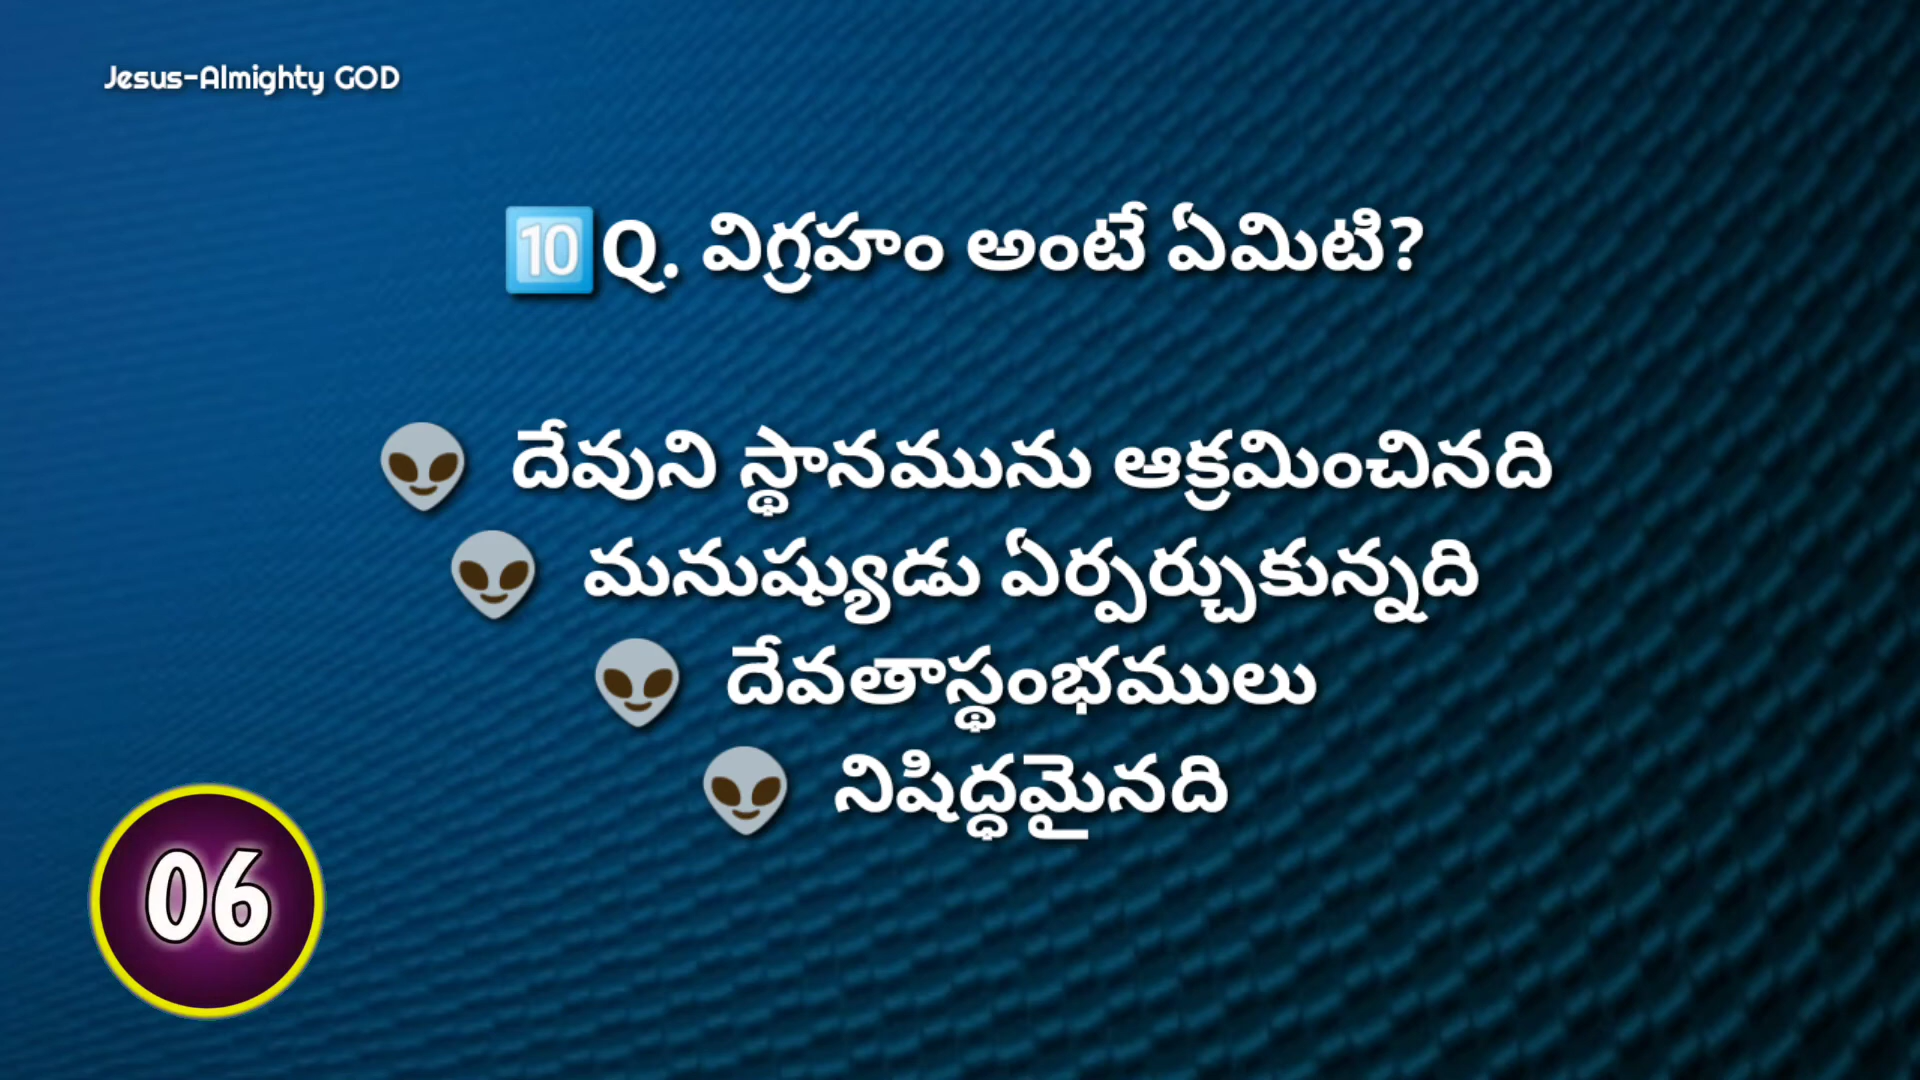 Jesus-Almighty GOD
🔟Q. విగ్రహం అంటే ఏమిటి?
👽 దేవుని స్థానమును ఆక్రమించినది
👽 మనుష్యుడు ఏర్పర్చుకున్నది
👽 దేవతాస్థంభములు
👽 నిషిద్ధమైనది
06